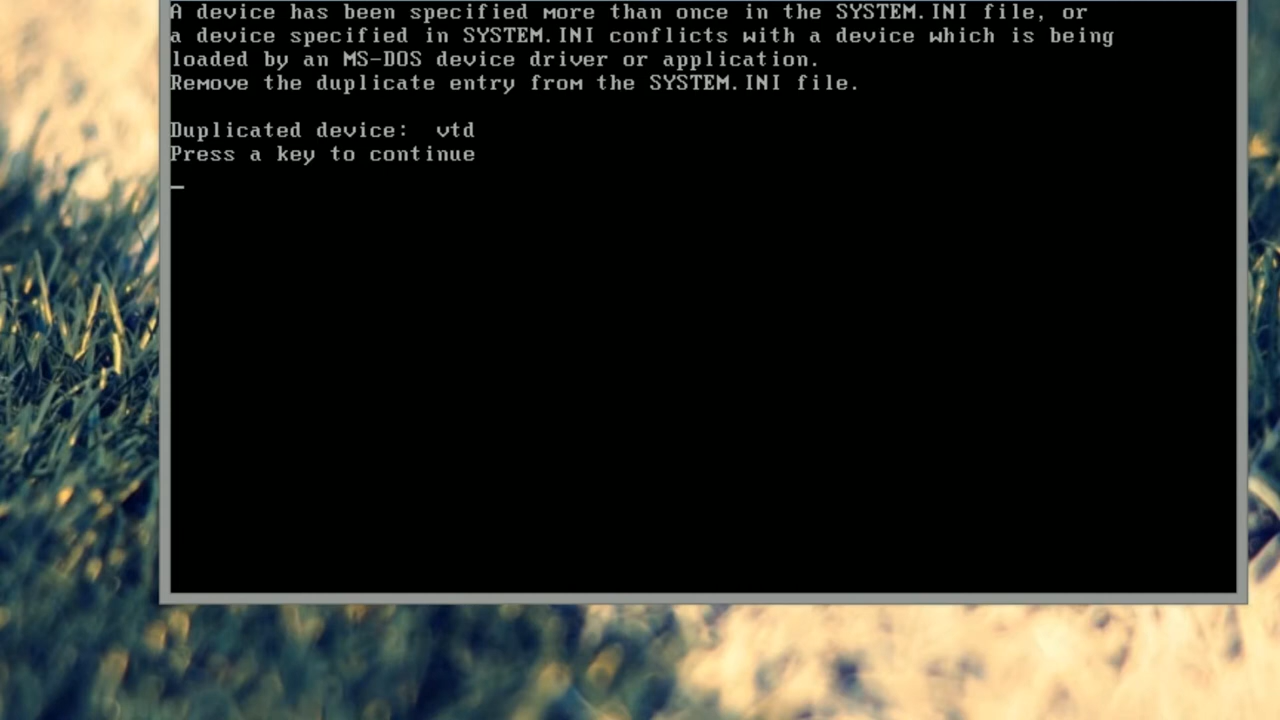 A device has been specified more than once in the SYSTEM.INI file, or
a device specified in SYSTEM.INI conflicts with a device which is being
loaded by an MS-DOS device driver or application.
Remove the duplicate entry from the SYSTEM.INI file.
Duplicated device:  vtd
Press a key to continue